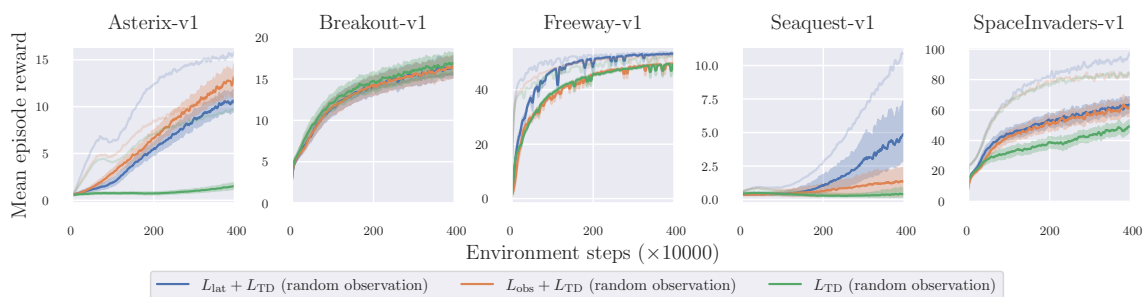 Asterix-v1 Breakout-v1 Freeway-v1 Seaquest-v1 SpaceInvaders-v1
Mean episode reward
15
10
5
0
0 200 400
20
15
10
5
0
0 200 400
40
20
0
0 200 400
10.0
7.5
5.0
2.5
0.0
0 200 400
100
80
60
40
20
0
0 200 400
Environment steps (×10000)
L_lat + L_TD (random observation) L_obs + L_TD (random observation) L_TD (random observation)